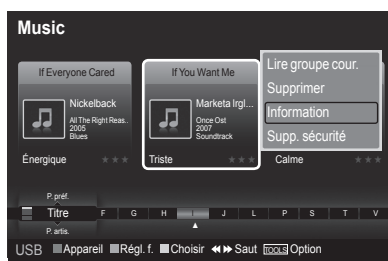 Music
If Everyone Cared
Nickelback
All The Right Reas..
2005
Blues
Énergique
If You Want Me
Marketa Irgl...
Once Ost
2007
Soundtrack
Triste
Lire groupe cour.
Supprimer
Information
Supp. sécurité
Calme
P. préf.
Titre F G H I J L P S T V
P. artis.
USB Appareil Régl. f. Choisir Saut TOOLS Option